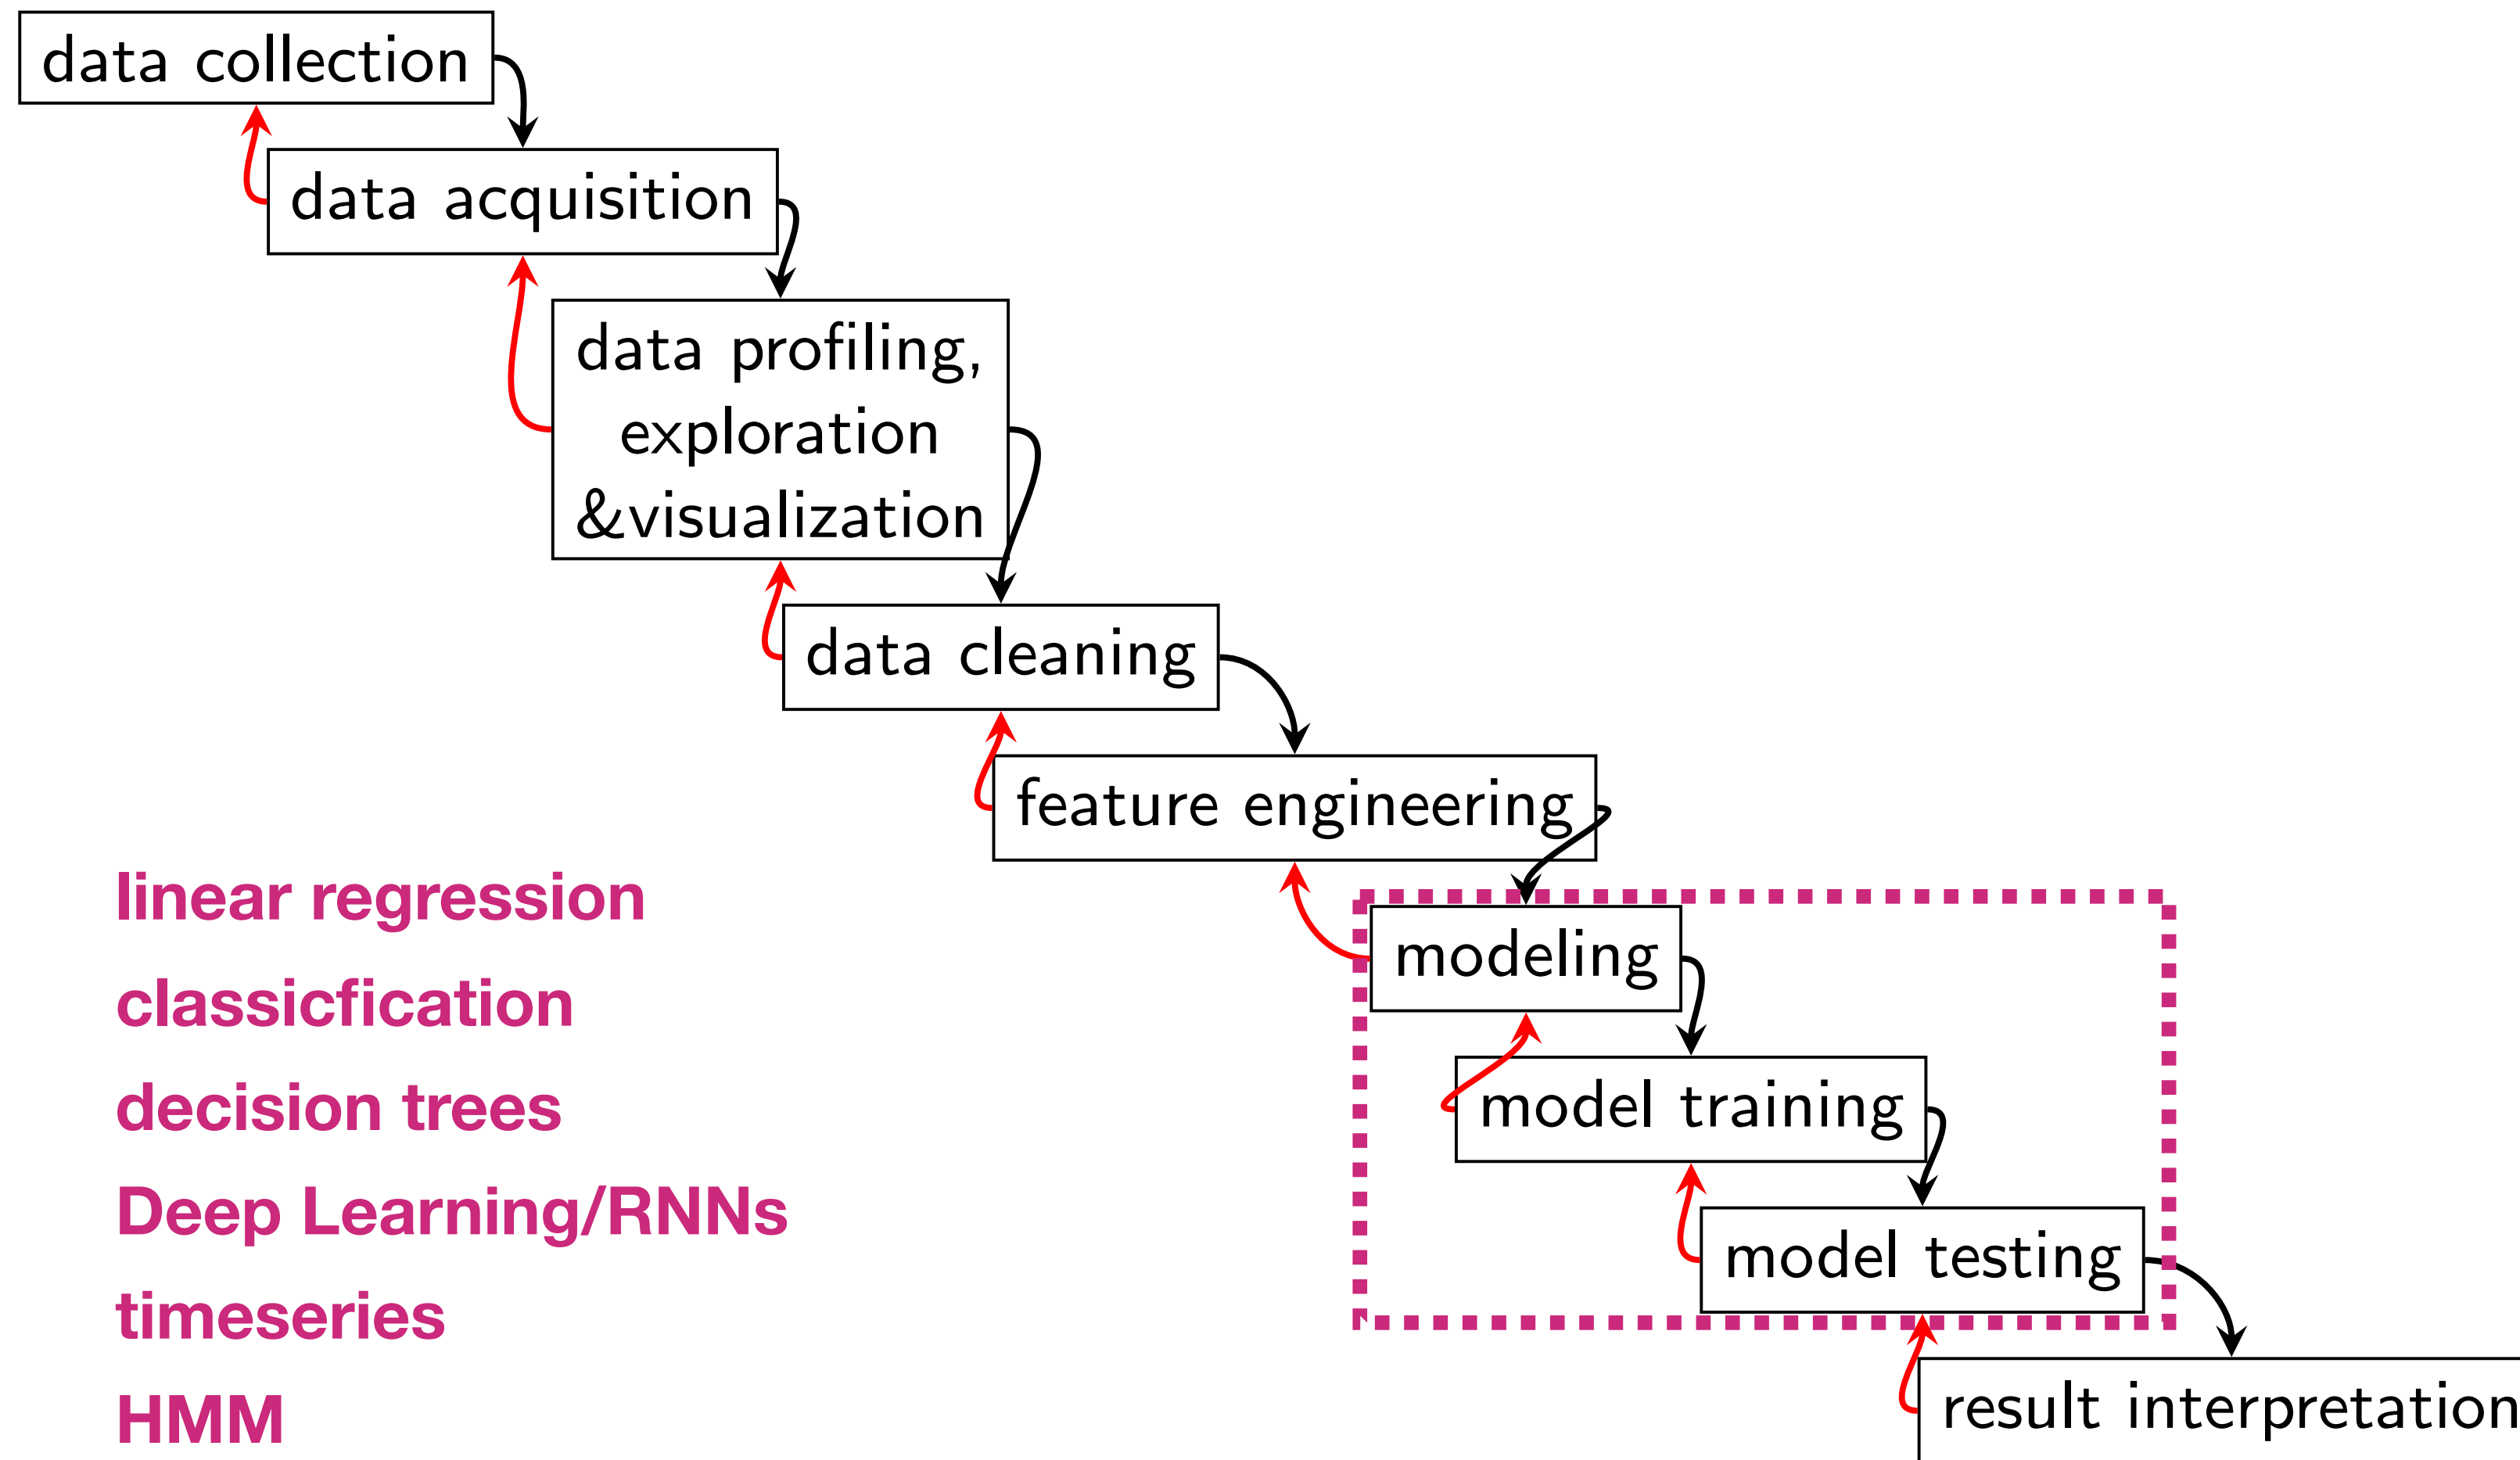 data collection
data acquisition
data profiling,
exploration
&visualization
data cleaning
feature engineering
linear regression
modeling
classicfication
model training
decision trees
Deep Learning/RNNs
model testing
timeseries
result interpretation
HMM